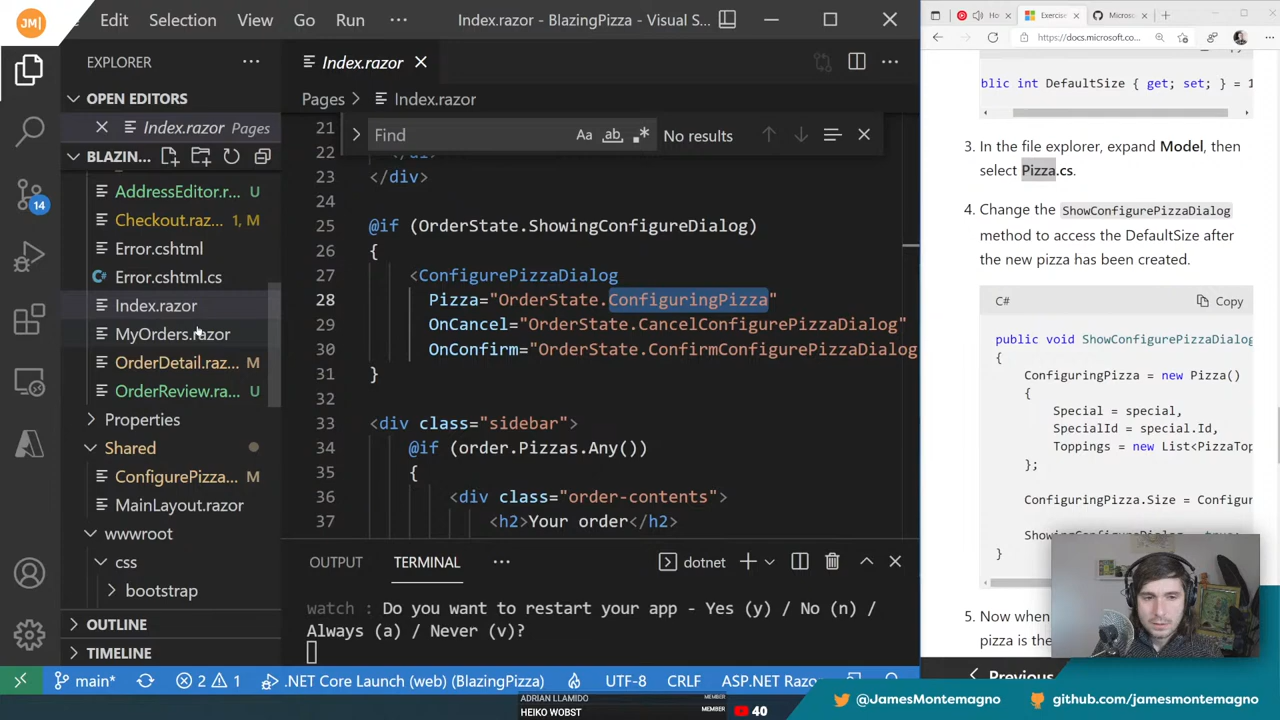 JM|
Edit Selection View Go Run ··· Index.razor - BlazingPizza - Visual S...
EXPLORER
OPEN EDITORS
Index.razor Pages
BLAZIN...
AddressEditor.r... U
Checkout.raz... 1, M
Error.cshtml
C# Error.cshtml.cs
Index.razor
MyOrders.razor
OrderDetail.raz... M
OrderReview.ra... U
Properties
Shared
ConfigurePizza... M
MainLayout.razor
wwwroot
css
bootstrap
OUTLINE
TIMELINE
14
Index.razor
Pages > Index.razor
Find Aa ab No results
21
22 </div>
23 </div>
24
25 @if (OrderState.ShowingConfigureDialog)
26 {
27 <ConfigurePizzaDialog
28 Pizza="OrderState.ConfiguringPizza"
29 OnCancel="OrderState.CancelConfigurePizzaDialog"
30 OnConfirm="OrderState.ConfirmConfigurePizzaDialog
31 }
32
33 <div class="sidebar">
34 @if (order.Pizzas.Any())
35 {
36 <div class="order-contents">
37 <h2>Your order</h2>
OUTPUT TERMINAL ··· dotnet
watch : Do you want to restart your app - Yes (y) / No (n) /
Always (a) / Never (v)?
main* 2 1 .NET Core Launch (web) (BlazingPizza) UTF-8 CRLF ASP.NET Razo
ADRIAN LLAMIDO MEMBER
HEIKO WOBST MEMBER
40
Ho Exercise Micros
https://docs.microsoft.co...
blic int DefaultSize { get; set; } = 1
3. In the file explorer, expand Model, then
select Pizza.cs.
4. Change the ShowConfigurePizzaDialog
method to access the DefaultSize after
the new pizza has been created.
C# Copy
public void ShowConfigurePizzaDialog
{
ConfiguringPizza = new Pizza()
{
Special = special,
SpecialId = special.Id,
Toppings = new List<PizzaTop
};
ConfiguringPizza.Size = Configur
}
5. Now when
pizza is the
Previous
@JamesMontemagno
github.com/jamesmontemagno